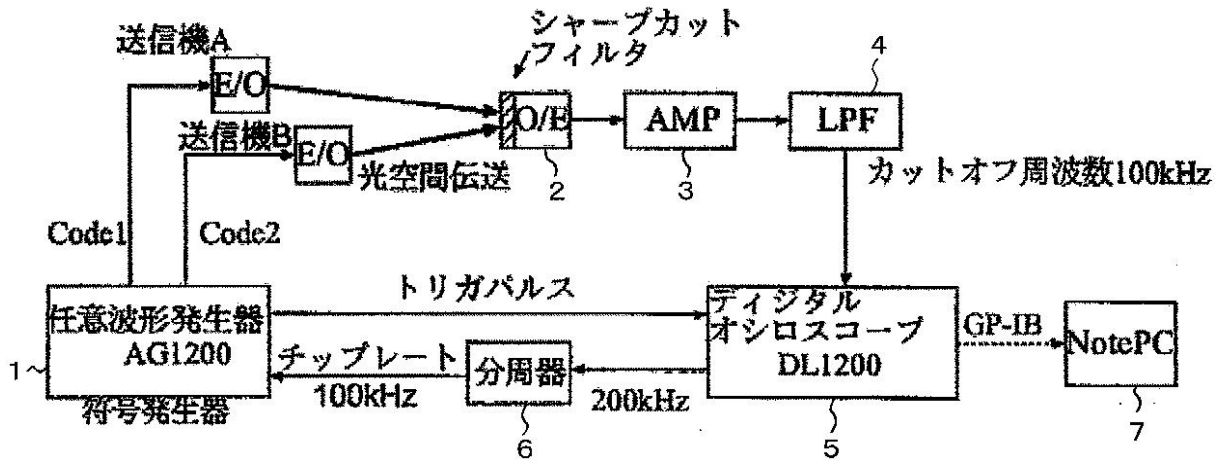 シャープカット
フィルタ
送信機A
E/O
送信機B
E/O
光空間伝送
O/E
2
AMP
3
4
LPF
カットオフ周波数100kHz
Code1
Code2
任意波形発生器
AG1200
1
符号発生器
トリガパルス
チップレート
100kHz
分周器
6
200kHz
ディジタル
オシロスコープ
DL1200
5
GP-IB
NotePC
7